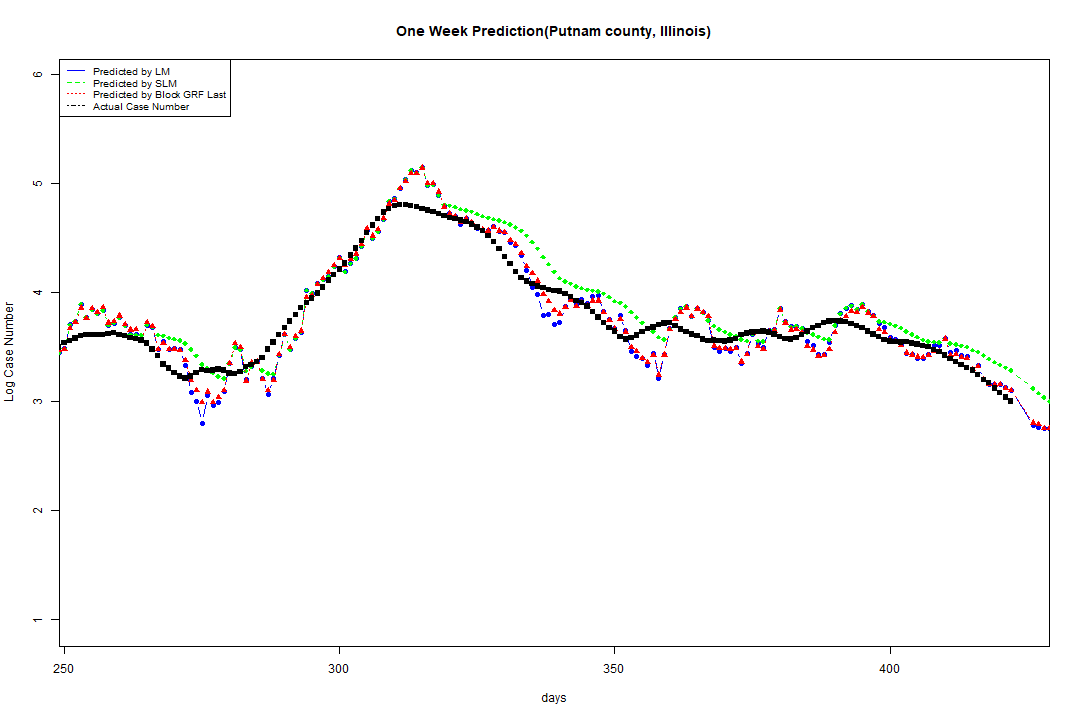 One Week Prediction(Putnam county, Illinois)
Predicted by LM
Predicted by SLM
Predicted by Block GRF Last
Actual Case Number
6
5
4
3
2
1
Log Case Number
250 300 350 400
days